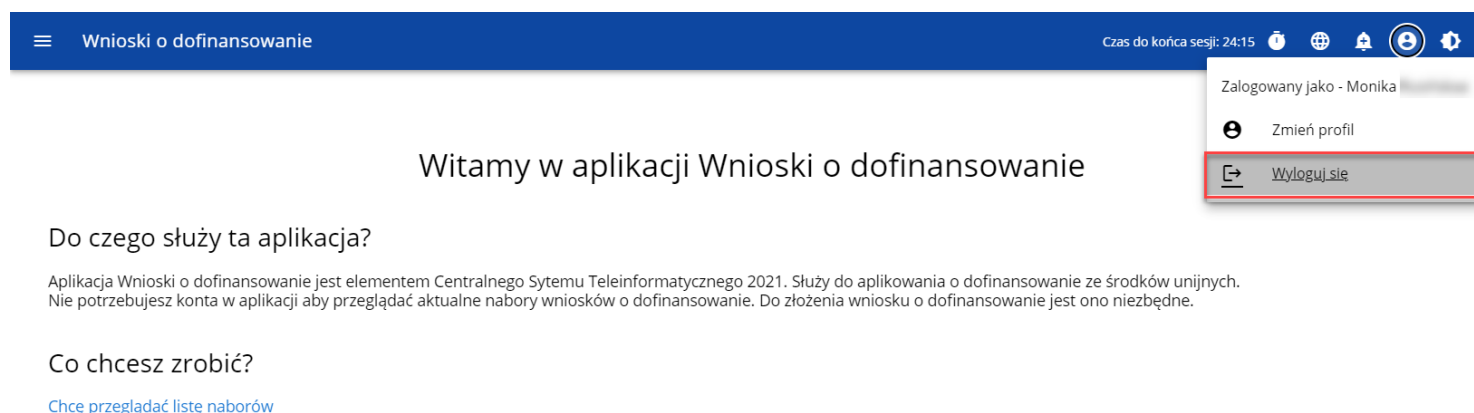 Wnioski o dofinansowanie
Czas do końca sesji: 24:15
Zalogowany jako - Monika
Zmień profil
Wyloguj się
Witamy w aplikacji Wnioski o dofinansowanie
Do czego służy ta aplikacja?
Aplikacja Wnioski o dofinansowanie jest elementem Centralnego Sytemu Teleinformatycznego 2021. Służy do aplikowania o dofinansowanie ze środków unijnych.
Nie potrzebujesz konta w aplikacji aby przeglądać aktualne nabory wniosków o dofinansowanie. Do złożenia wniosku o dofinansowanie jest ono niezbędne.
Co chcesz zrobić?
Chcę przeglądać listę naborów